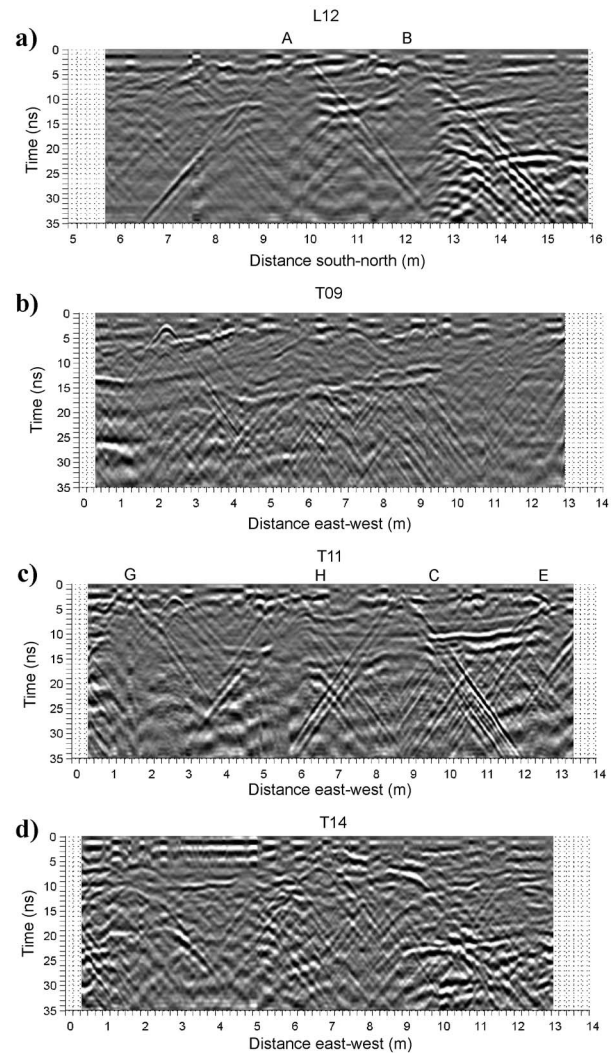 L12
a)
A B
0
5
10
15
20
25
30
35
Time (ns)
5 6 7 8 9 10 11 12 13 14 15 16
Distance south-north (m)
T09
b)
0
5
10
15
20
25
30
35
Time (ns)
0 1 2 3 4 5 6 7 8 9 10 11 12 13 14
Distance east-west (m)
T11
c)
G H C E
0
5
10
15
20
25
30
35
Time (ns)
0 1 2 3 4 5 6 7 8 9 10 11 12 13 14
Distance east-west (m)
T14
d)
0
5
10
15
20
25
30
35
Time (ns)
0 1 2 3 4 5 6 7 8 9 10 11 12 13 14
Distance east-west (m)